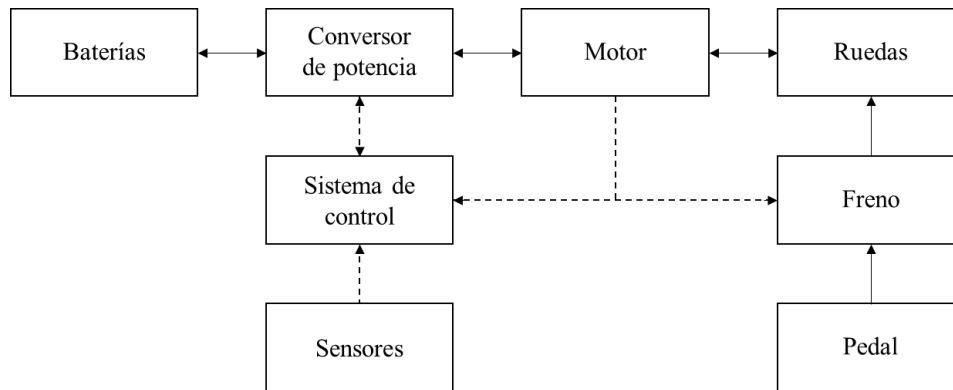 Baterías
Conversor
de potencia
Motor
Ruedas
Sistema de
control
Freno
Sensores
Pedal